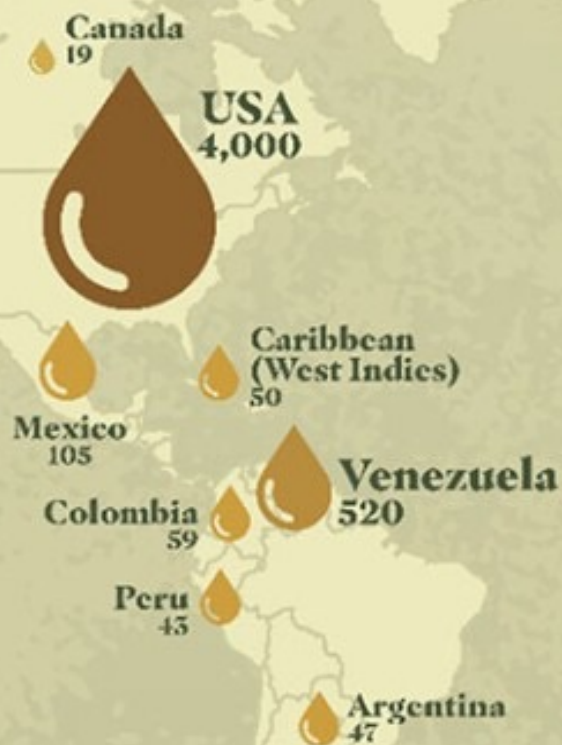 Canada
19
USA
4,000
Caribbean
(West Indies)
50
Mexico
105
Venezuela
520
Colombia
59
Peru
43
Argentina
47